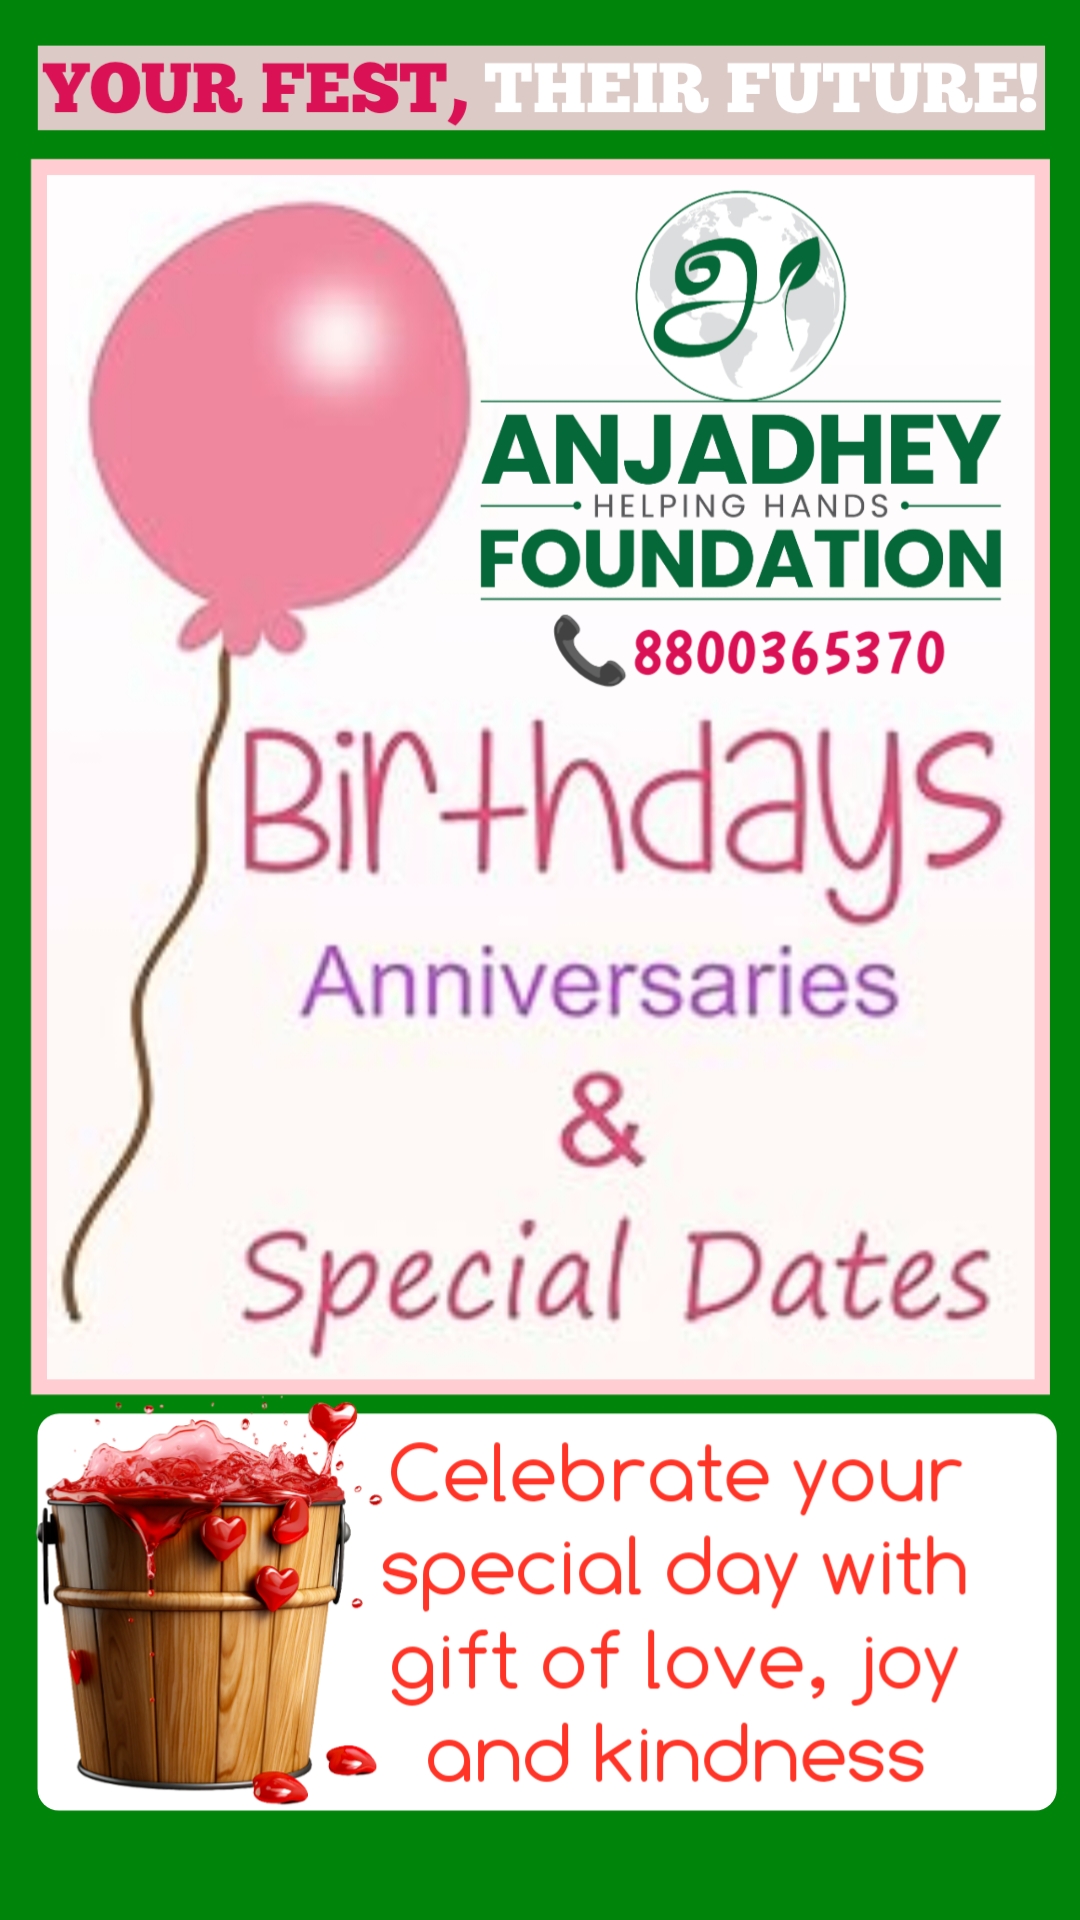 YOUR FEST, THEIR FUTURE!
அ
ANJADHEY
HELPING HANDS
FOUNDATION
8800365370
Birthdays
Anniversaries
&
Special Dates
Celebrate your
special day with
gift of love, joy
and kindness